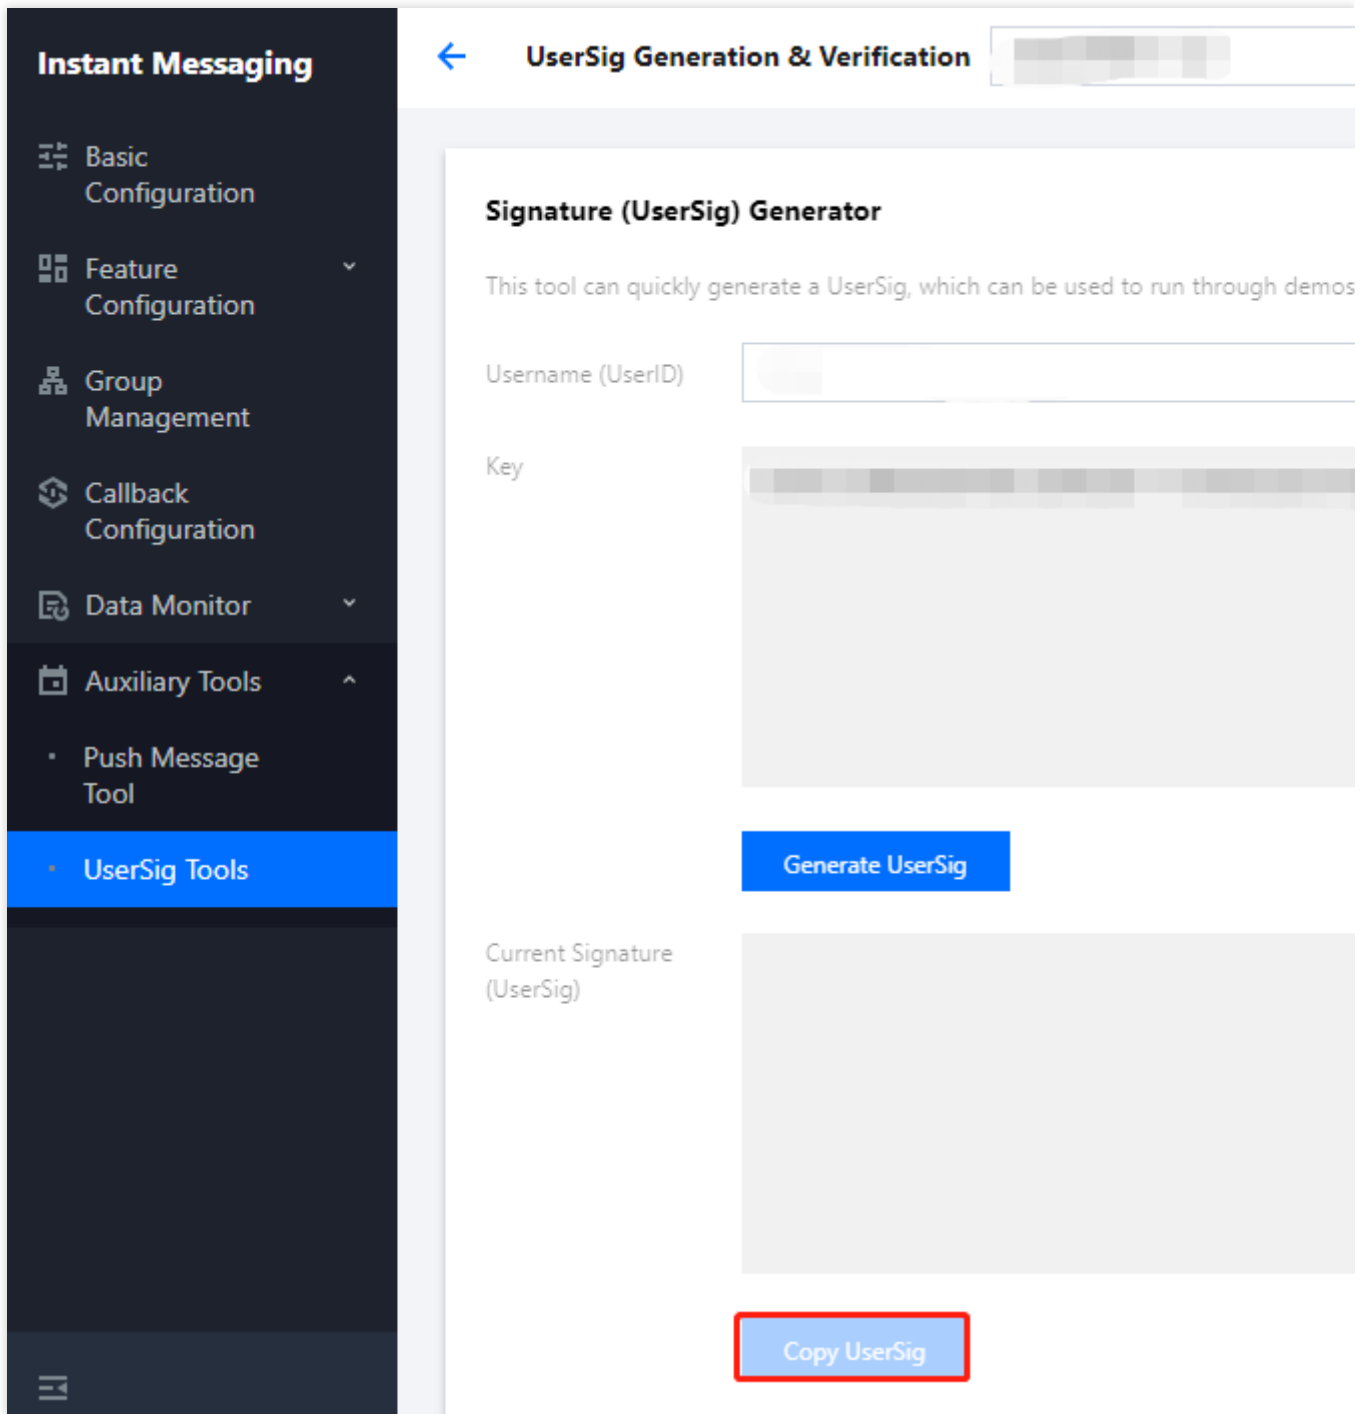 Instant Messaging
Basic
Configuration
Feature
Configuration
Group
Management
Callback
Configuration
Data Monitor
Auxiliary Tools
Push Message
Tool
UserSig Tools
UserSig Generation & Verification
Signature (UserSig) Generator
This tool can quickly generate a UserSig, which can be used to run through demos
Username (UserID)
Key
Generate UserSig
Current Signature
(UserSig)
Copy UserSig